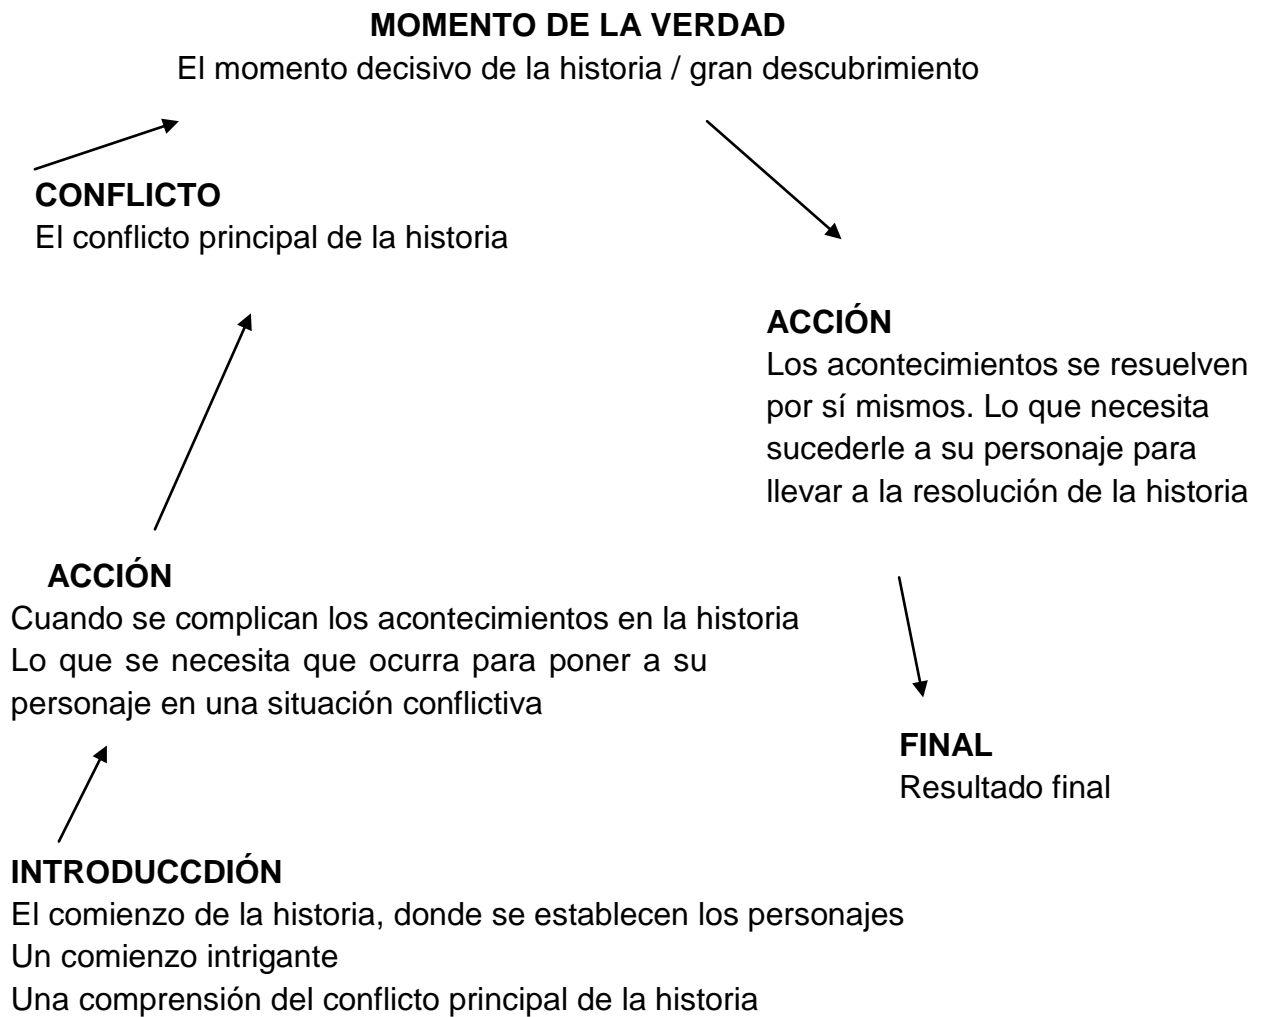 MOMENTO DE LA VERDAD
El momento decisivo de la historia / gran descubrimiento
CONFLICTO
El conflicto principal de la historia
ACCIÓN
Los acontecimientos se resuelven
por sí mismos. Lo que necesita
sucederle a su personaje para
llevar a la resolución de la historia
ACCIÓN
Cuando se complican los acontecimientos en la historia
Lo que se necesita que ocurra para poner a su
personaje en una situación conflictiva
FINAL
Resultado final
INTRODUCCDIÓN
El comienzo de la historia, donde se establecen los personajes
Un comienzo intrigante
Una comprensión del conflicto principal de la historia